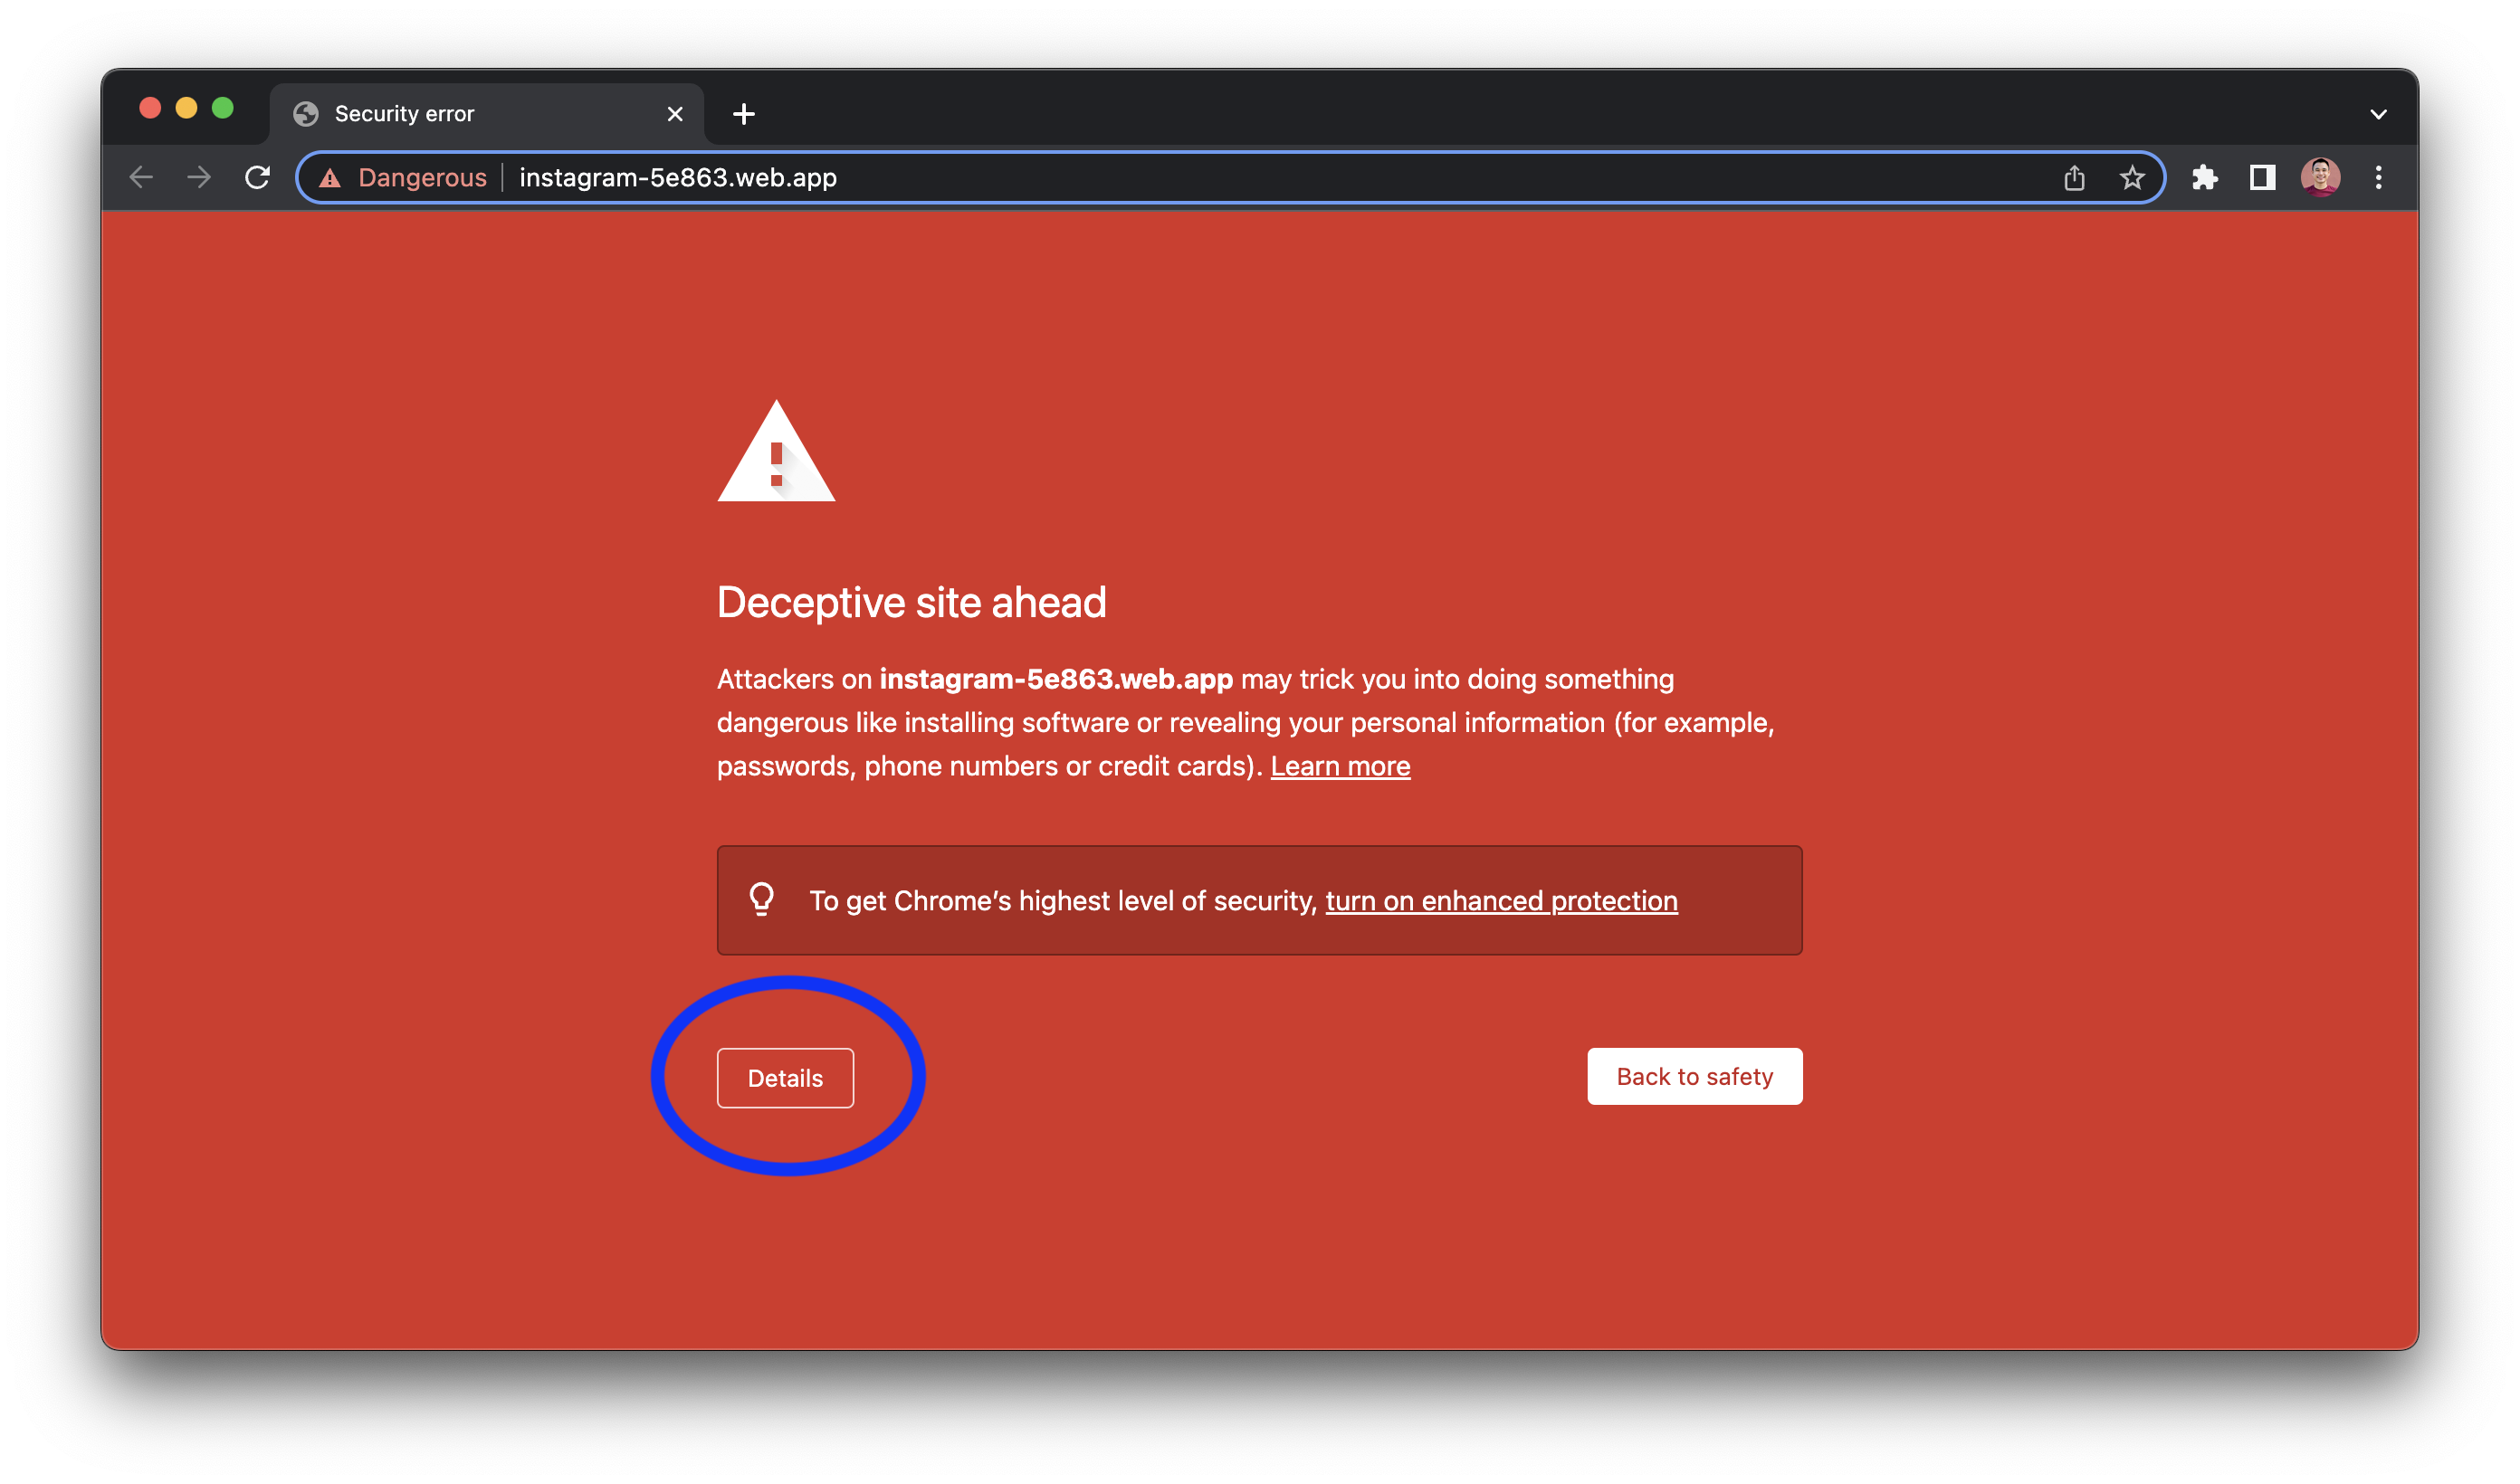 Security error
Dangerous instagram-5e863.web.app
Deceptive site ahead
Attackers on instagram-5e863.web.app may trick you into doing something
dangerous like installing software or revealing your personal information (for example,
passwords, phone numbers or credit cards). Learn more
To get Chrome’s highest level of security, turn on enhanced protection
Details
Back to safety